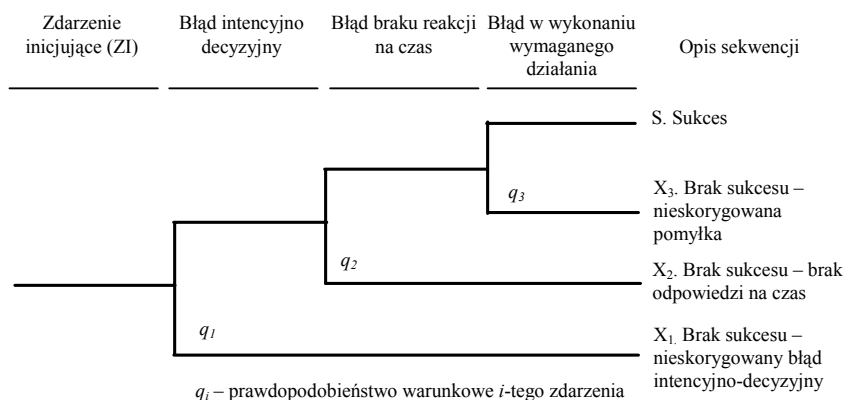 Zdarzenie
inicjujące (ZI)
Błąd intencyjno
decyzyjny
Błąd braku reakcji
na czas
Błąd w wykonaniu
wymaganego
działania
Opis sekwencji
S. Sukces
q3
X3. Brak sukcesu –
nieskorygowana
pomyłka
q2
X2. Brak sukcesu – brak
odpowiedzi na czas
q1
X1. Brak sukcesu –
nieskorygowany błąd
intencyjno-decyzyjny
qi – prawdopodobieństwo warunkowe i-tego zdarzenia